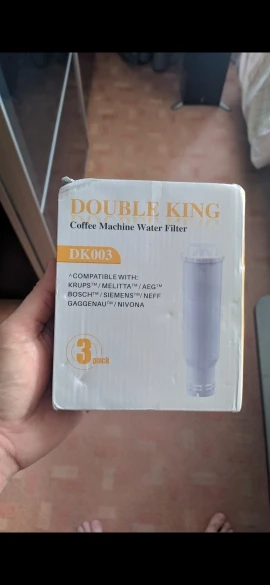 DOUBLE KING
Coffee Machine Water Filter
DK003
*COMPATIBLE WITH:
KRUPS™/MELITTA™/AEG™
BOSCH™/SIEMENS™/NEFF
GAGGENAU™/NIVONA
3 pack